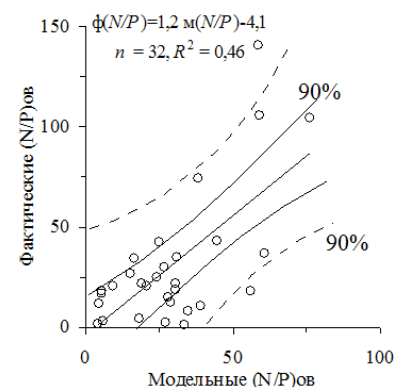 ф(N/P)=1,2 м(N/P)-4,1
n = 32, R² = 0,46
150
100
50
0
Фактические (N/P)ов
90%
90%
0
50
100
Модельные (N/P)ов